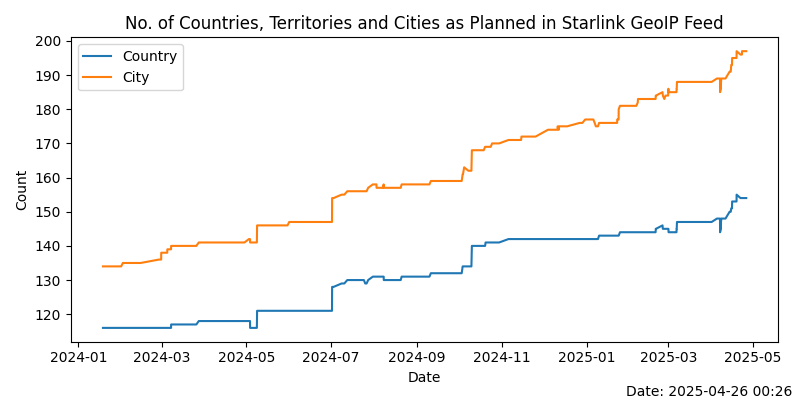 No. of Countries, Territories and Cities as Planned in Starlink GeoIP Feed
Country
City
200
190
180
170
160
150
140
130
120
Count
2024-01 2024-03 2024-05 2024-07 2024-09 2024-11 2025-01 2025-03 2025-05
Date
Date: 2025-04-26 00:26